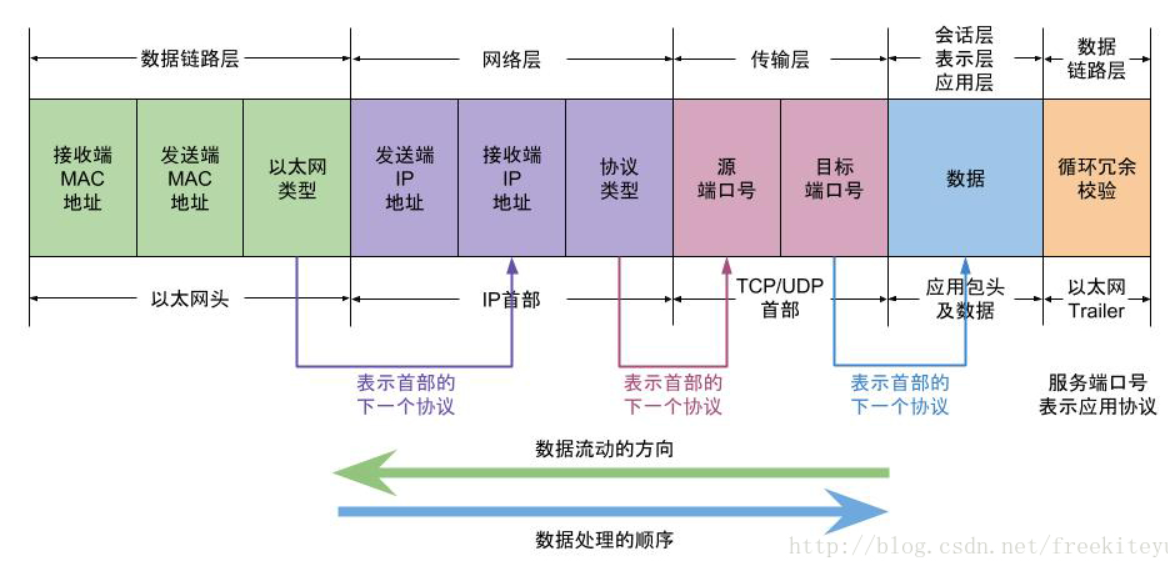 数据链路层
网络层
传输层
会话层
表示层
应用层
数据
链路层
接收端
MAC
地址
发送端
MAC
地址
以太网
类型
发送端
IP
地址
接收端
IP
地址
协议
类型
源
端口号
目标
端口号
数据
循环冗余
校验
以太网头
IP首部
TCP/UDP
首部
应用包头
及数据
以太网
Trailer
表示首部的
下一个协议
表示首部的
下一个协议
表示首部的
下一个协议
服务端口号
表示应用协议
数据流动的方向
数据处理的顺序
http://blog.csdn.net/freekiteyu